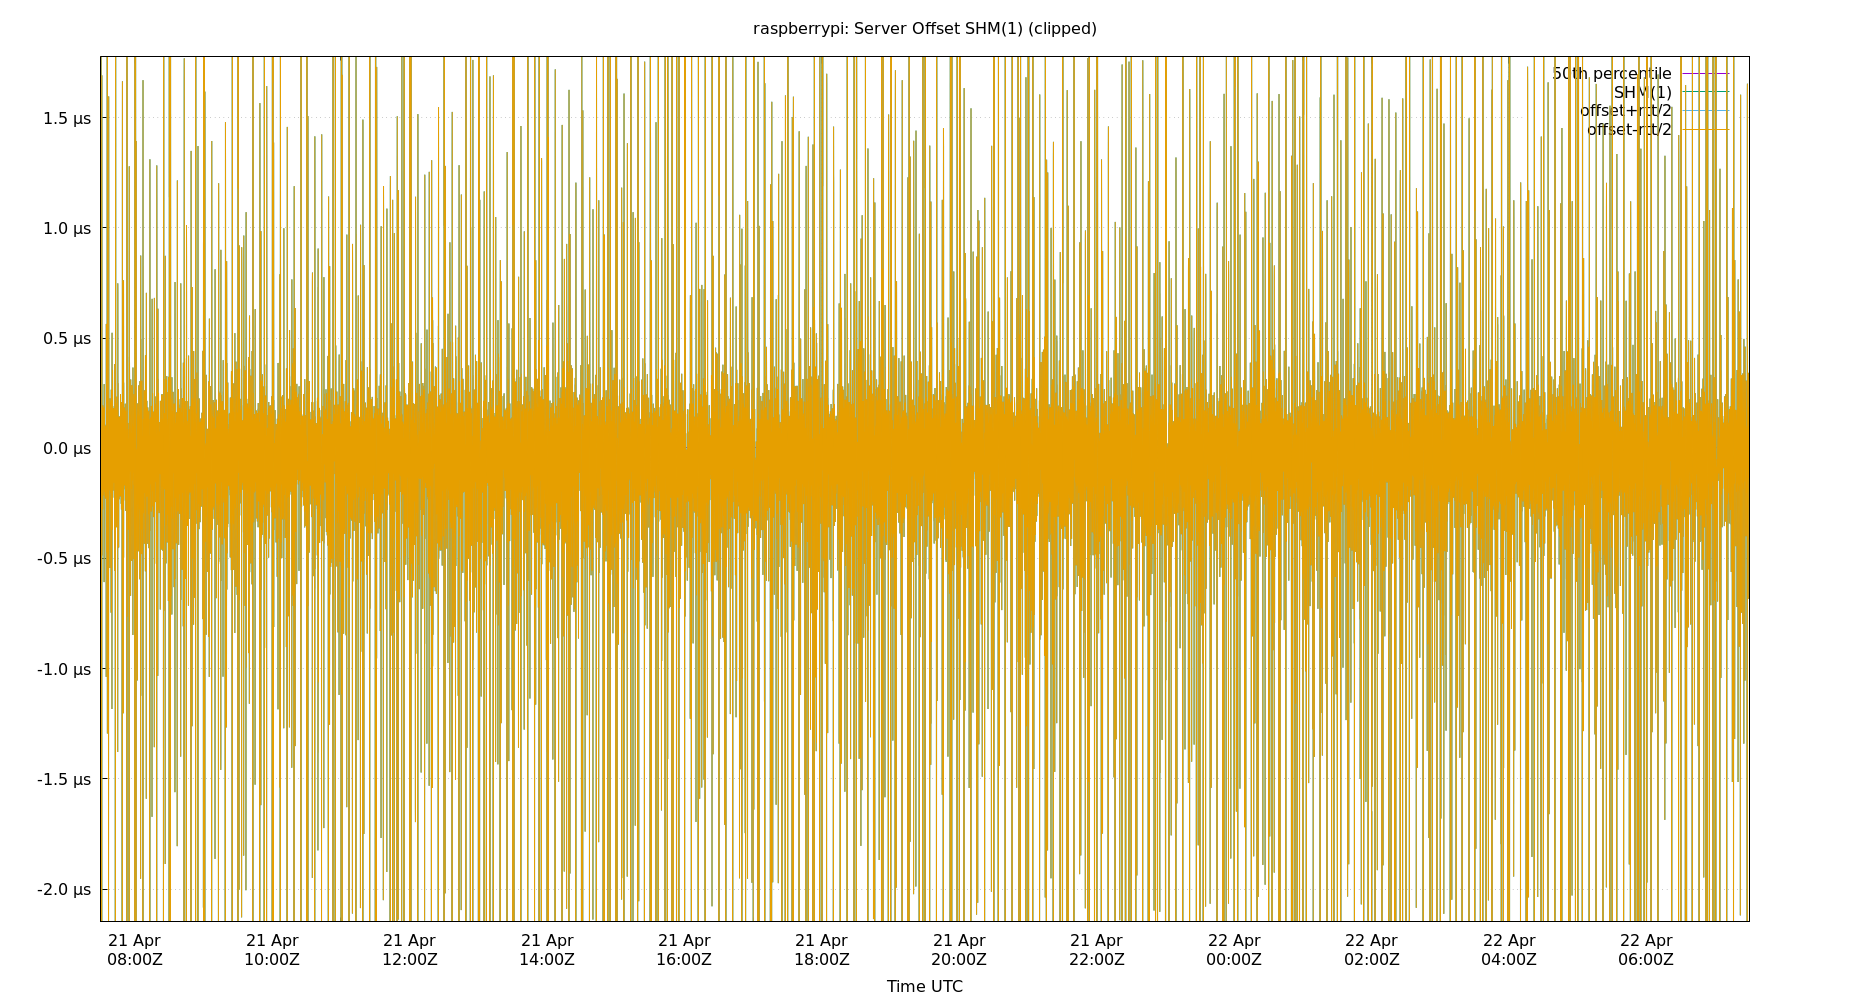 raspberrypi: Server Offset SHM(1) (clipped)
50th percentile
SHM(1)
offset+rtt/2
offset-rtt/2
1.5 µs
1.0 µs
0.5 µs
0.0 µs
-0.5 µs
-1.0 µs
-1.5 µs
-2.0 µs
21 Apr 21 Apr 21 Apr 21 Apr 21 Apr 21 Apr 21 Apr 21 Apr 22 Apr 22 Apr 22 Apr 22 Apr
08:00Z 10:00Z 12:00Z 14:00Z 16:00Z 18:00Z 20:00Z 22:00Z 00:00Z 02:00Z 04:00Z 06:00Z
Time UTC